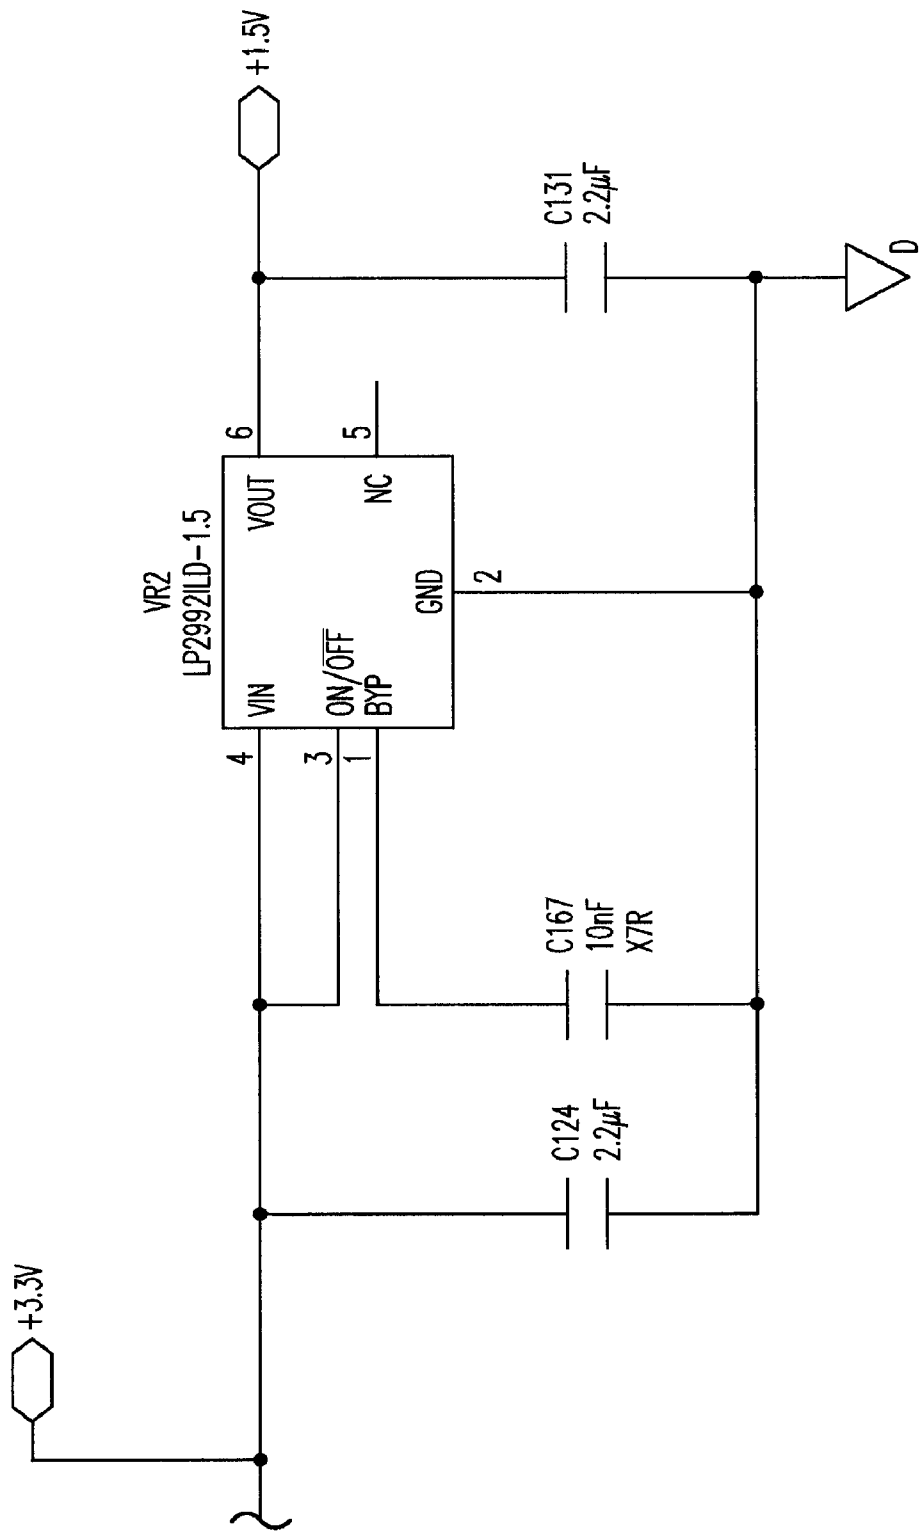 +3.3V
VR2
LP2992ILD-1.5
4
VIN
VOUT
6
+1.5V
3
ON/OFF
1
BYP
NC
5
GND
2
C124
2.2µF
C167
10nF
X7R
C131
2.2µF
D